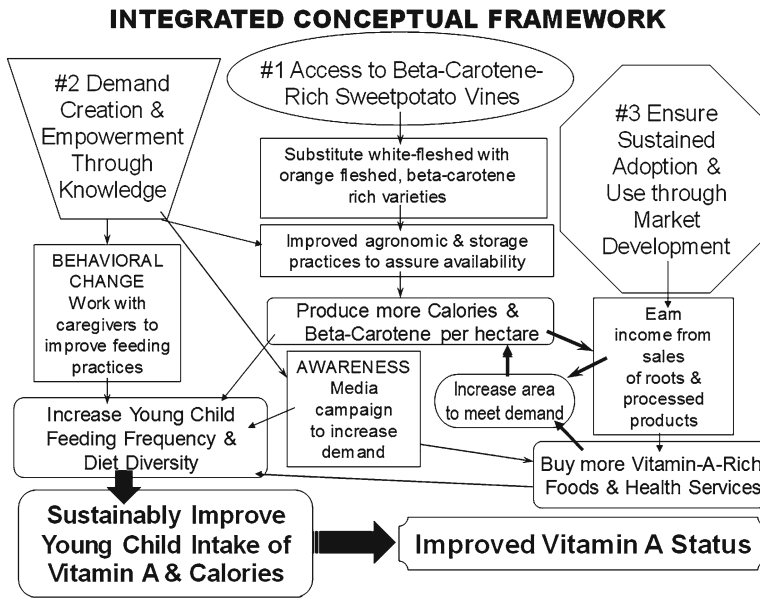 INTEGRATED CONCEPTUAL FRAMEWORK
#2 Demand
Creation &
Empowerment
Through
Knowledge
#1 Access to Beta-Carotene-
Rich Sweetpotato Vines
#3 Ensure
Sustained
Adoption &
Use through
Market
Development
Substitute white-fleshed with
orange fleshed, beta-carotene
rich varieties
Improved agronomic & storage
practices to assure availability
BEHAVIORAL
CHANGE
Work with
caregivers to
improve feeding
practices
Produce more Calories &
Beta-Carotene per hectare
Earn
income from
sales
of roots &
processed
products
AWARENESS
Media
campaign
to increase
demand
Increase area
to meet demand
Increase Young Child
Feeding Frequency &
Diet Diversity
Buy more Vitamin-A-Rich
Foods & Health Services
Sustainably Improve
Young Child Intake of
Vitamin A & Calories
Improved Vitamin A Status